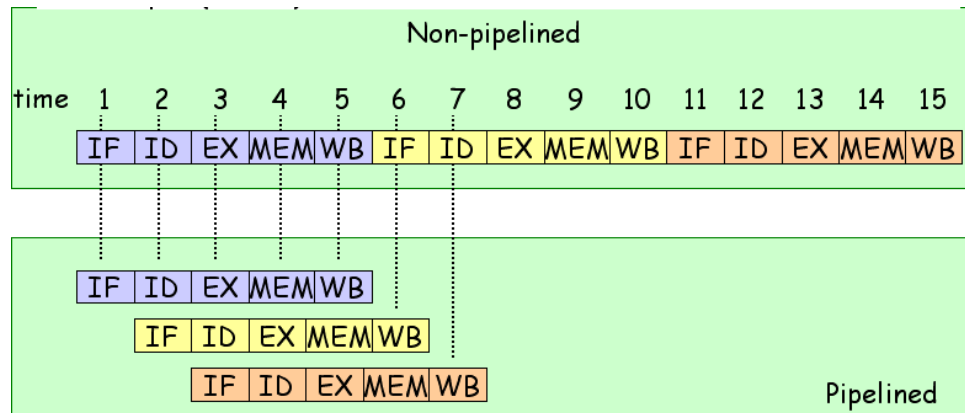 Non-pipelined
time 1 2 3 4 5 6 7 8 9 10 11 12 13 14 15
IF ID EX MEM WB IF ID EX MEM WB IF ID EX MEM WB
IF ID EX MEM WB
IF ID EX MEM WB
IF ID EX MEM WB
Pipelined